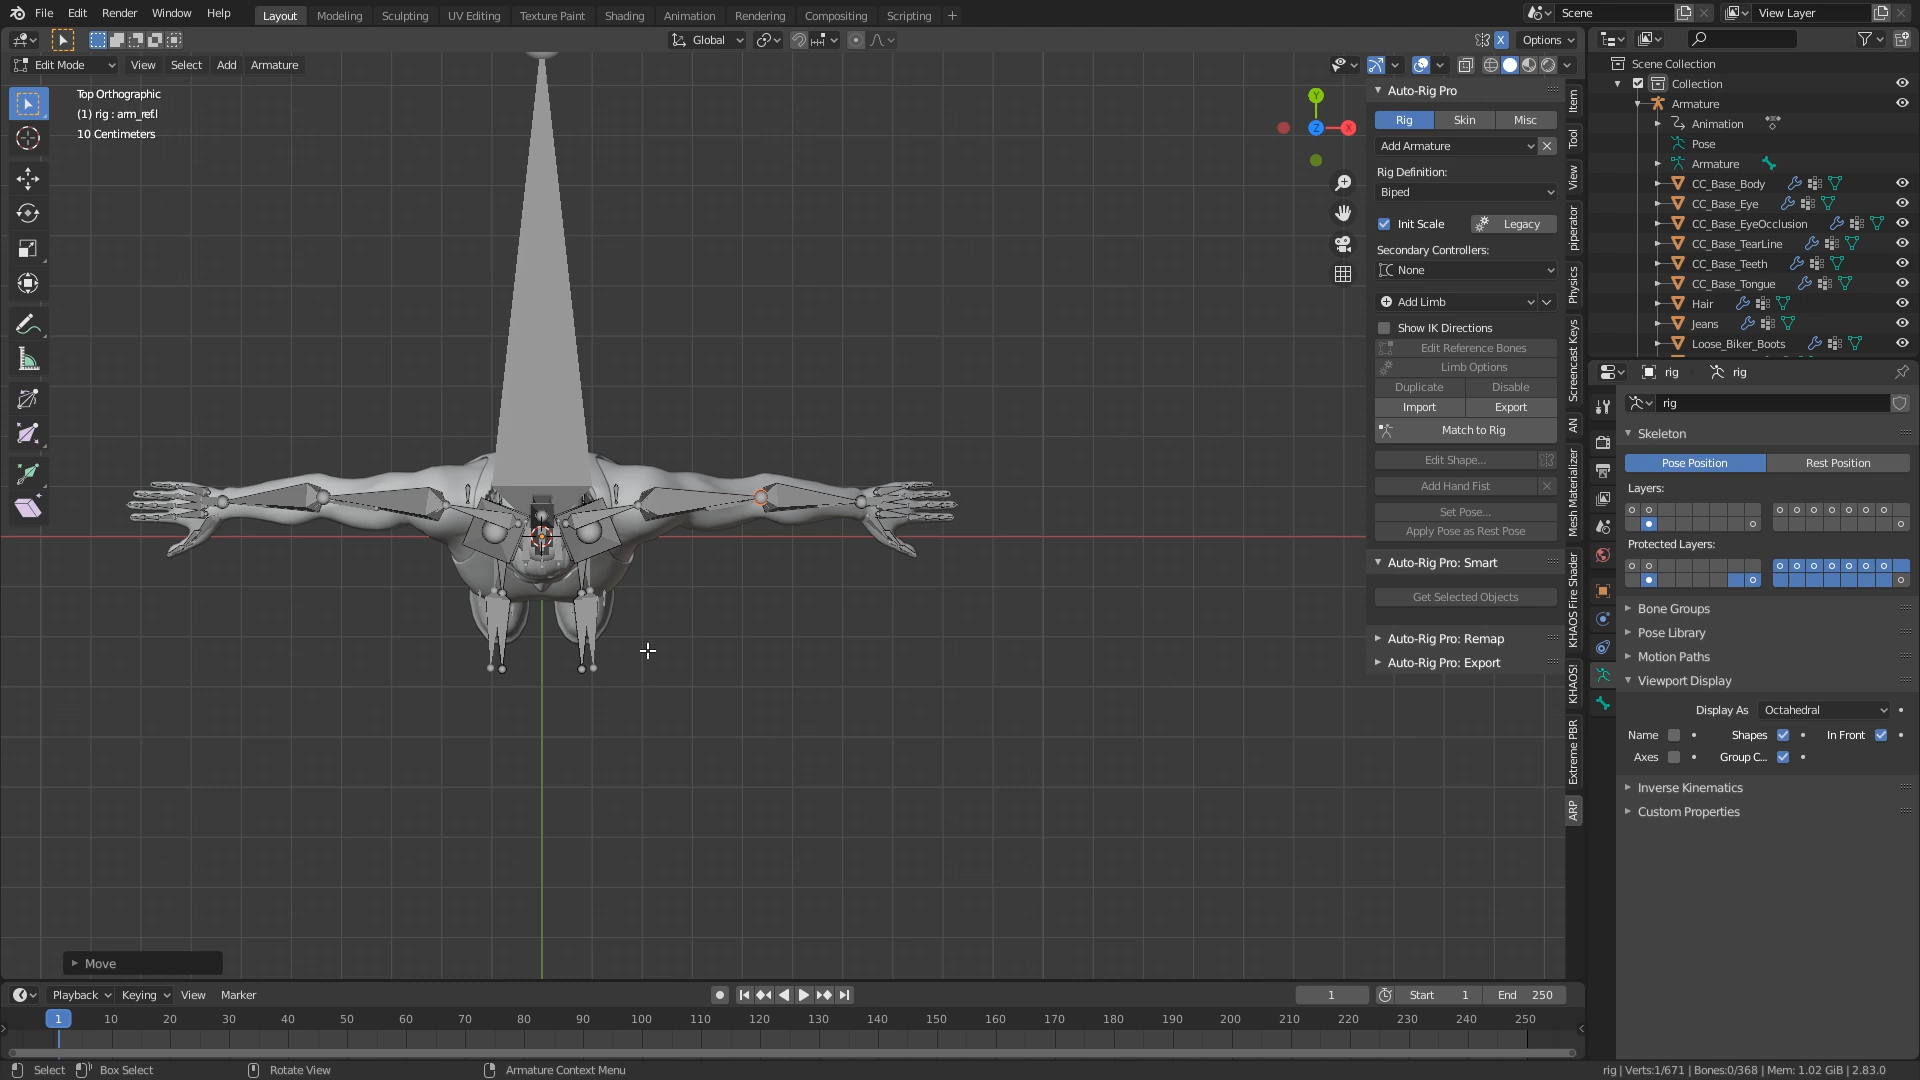 File Edit Render Window Help
Layout Modeling Sculpting UV Editing Texture Paint Shading Animation Rendering Compositing Scripting +
Scene
View Layer
Global
X Options
Edit Mode View Select Add Armature
Top Orthographic
(1) rig : arm_ref.l
10 Centimeters
Y
Z
X
Auto-Rig Pro
Rig Skin Misc
Add Armature
Rig Definition:
Biped
Init Scale Legacy
Secondary Controllers:
None
Add Limb
Show IK Directions
Edit Reference Bones
Limb Options
Duplicate Disable
Import Export
Match to Rig
Edit Shape...
Add Hand Fist
Set Pose...
Apply Pose as Rest Pose
Auto-Rig Pro: Smart
Get Selected Objects
Auto-Rig Pro: Remap
Auto-Rig Pro: Export
Item
Tool
View
piperator
Physics
Screencast Keys
AN
Mesh Materializer
KHAOS Fire Shader
KHAOS!
Extreme PBR
ARP
Scene Collection
Collection
Armature
Animation
Pose
Armature
CC_Base_Body
CC_Base_Eye
CC_Base_EyeOcclusion
CC_Base_TearLine
CC_Base_Teeth
CC_Base_Tongue
Hair
Jeans
Loose_Biker_Boots
rig rig
rig
Skeleton
Pose Position Rest Position
Layers:
Protected Layers:
Bone Groups
Pose Library
Motion Paths
Viewport Display
Display As Octahedral
Name Shapes In Front
Axes Group C...
Inverse Kinematics
Custom Properties
Move
Playback Keying View Marker
1 Start 1 End 250
1 10 20 30 40 50 60 70 80 90 100 110 120 130 140 150 160 170 180 190 200 210 220 230 240 250
Select Box Select Rotate View Armature Context Menu
rig | Verts:1/671 | Bones:0/368 | Mem: 1.02 GiB | 2.83.0